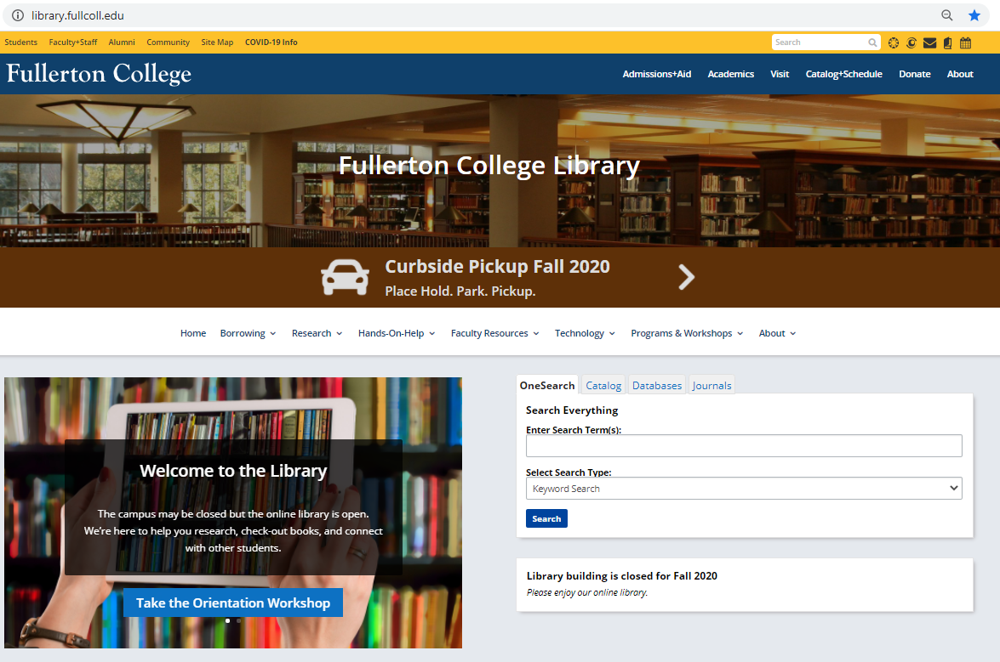 library.fullcoll.edu
Students Faculty+Staff Alumni Community Site Map COVID-19 Info Search
Fullerton College
Admissions+Aid Academics Visit Catalog+Schedule Donate About
Fullerton College Library
Curbside Pickup Fall 2020
Place Hold. Park. Pickup.
Home Borrowing Research Hands-On-Help Faculty Resources Technology Programs & Workshops About
Welcome to the Library
The campus may be closed but the online library is open.
We're here to help you research, check-out books, and connect
with other students.
Take the Orientation Workshop
OneSearch Catalog Databases Journals
Search Everything
Enter Search Term(s):
Select Search Type:
Keyword Search
Search
Library building is closed for Fall 2020
Please enjoy our online library.